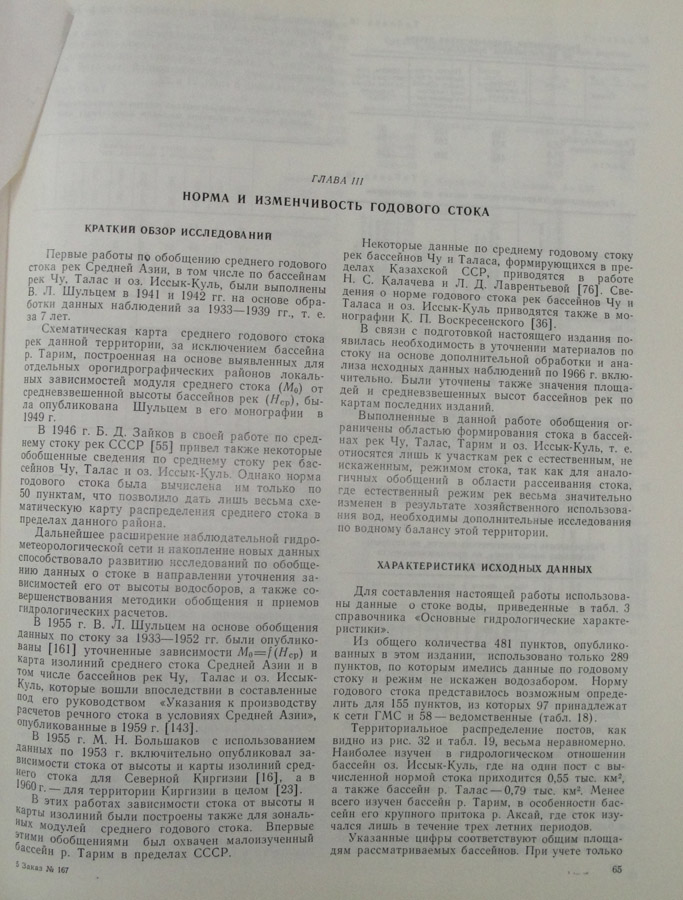 ГЛАВА III
НОРМА И ИЗМЕНЧИВОСТЬ ГОДОВОГО СТОКА
КРАТКИЙ ОБЗОР ИССЛЕДОВАНИЙ
Первые работы по обобщению среднего годового
стока рек Средней Азии, в том числе по бассейнам
рек Чу, Талас и оз. Иссык-Куль, были выполнены
В. Л. Шульцем в 1941 и 1942 гг. на основе обра-
ботки данных наблюдений за 1933—1939 гг., т. е.
за 7 лет.
Схематическая карта среднего годового стока
рек данной территории, за исключением бассейна
р. Тарим, построенная на основе выявленных для
отдельных орогидрографических районов локаль-
ных зависимостей модуля среднего стока (M₀) от
средневзвешенной высоты бассейнов рек (Hср), бы-
ла опубликована Шульцем в его монографии в
1949 г.
В 1946 г. Б. Д. Зайков в своей работе по сред-
нему стоку рек СССР [55] привел также некоторые
обобщенные сведения по среднему стоку рек бас-
сейнов Чу, Талас и оз. Иссык-Куль. Однако норма
годового стока была вычислена им только по
50 пунктам, что позволило дать лишь весьма схе-
матическую карту распределения среднего стока в
пределах данного района.
Дальнейшее расширение наблюдательной гидро-
метеорологической сети и накопление новых данных
способствовало развитию исследований по обобще-
нию данных о стоке в направлении уточнения за-
висимостей его от высоты водосборов, а также со-
вершенствования методики обобщения и приемов
гидрологических расчетов.
В 1955 г. В. Л. Шульцем на основе обобщения
данных по стоку за 1933—1952 гг. были опублико-
ваны [161] уточненные зависимости M₀=f(Hср) и
карта изолиний среднего стока Средней Азии и в
том числе бассейнов рек Чу, Талас и оз. Иссык-
Куль, которые вошли впоследствии в составленные
под его руководством «Указания к производству
расчетов речного стока в условиях Средней Азии»,
опубликованные в 1959 г. [143].
В 1955 г. М. Н. Большаков с использованием
данных по 1953 г. включительно опубликовал за-
висимости стока от высоты и карты изолиний сред-
него стока для Северной Киргизии [16], а в
1960 г. — для территории Киргизии в целом [23].
В этих работах зависимости стока от высоты и
карты изолиний были построены также для зональ-
ных модулей среднего годового стока. Впервые
этими обобщениями был охвачен малоизученный
бассейн р. Тарим в пределах СССР.
5 Заказ № 167
Некоторые данные по среднему годовому стоку
рек бассейнов Чу и Таласа, формирующихся в пре-
делах Казахской ССР, приводятся в работе
Н. С. Калачева и Л. Д. Лаврентьевой [76]. Све-
дения о норме годового стока рек бассейнов Чу и
Таласа и оз. Иссык-Куль приводятся также в мо-
нографии К. П. Воскресенского [36].
В связи с подготовкой настоящего издания по-
явилась необходимость в уточнении материалов по
стоку на основе дополнительной обработки и ана-
лиза исходных данных наблюдений по 1966 г. вклю-
чительно. Были уточнены также значения площа-
дей и средневзвешенных высот бассейнов рек по
картам последних изданий.
Выполненные в данной работе обобщения ог-
раничены областью формирования стока в бассей-
нах рек Чу, Талас, Тарим и оз. Иссык-Куль, т. е.
относятся лишь к участкам рек с естественным, не
искаженным, режимом стока, так как для анало-
гичных обобщений в области рассеивания стока,
где естественный режим рек весьма значительно
изменен в результате хозяйственного использова-
ния вод, необходимы дополнительные исследования
по водному балансу этой территории.
ХАРАКТЕРИСТИКА ИСХОДНЫХ ДАННЫХ
Для составления настоящей работы использова-
ны данные о стоке воды, приведенные в табл. 3
справочника «Основные гидрологические характе-
ристики».
Из общего количества 481 пунктов, опублико-
ванных в этом издании, использовано только 289
пунктов, по которым имелись данные по годовому
стоку и режим не искажен водозабором. Норму
годового стока представилось возможным опреде-
лить для 155 пунктов, из которых 97 принадлежат
к сети ГМС и 58 — ведомственные (табл. 18).
Территориальное распределение постов, как
видно из рис. 32 и табл. 19, весьма неравномерно.
Наиболее изучен в гидрологическом отношении
бассейн оз. Иссык-Куль, где на один пост с вы-
численной нормой стока приходится 0,55 тыс. км²,
а также бассейн р. Талас — 0,79 тыс. км². Менее
всего изучен бассейн р. Тарим, в особенности бас-
сейн его крупного притока р. Аксай, где сток изу-
чался лишь в течение трех летних периодов.
Указанные цифры соответствуют общим площа-
дям рассматриваемых бассейнов. При учете только
65